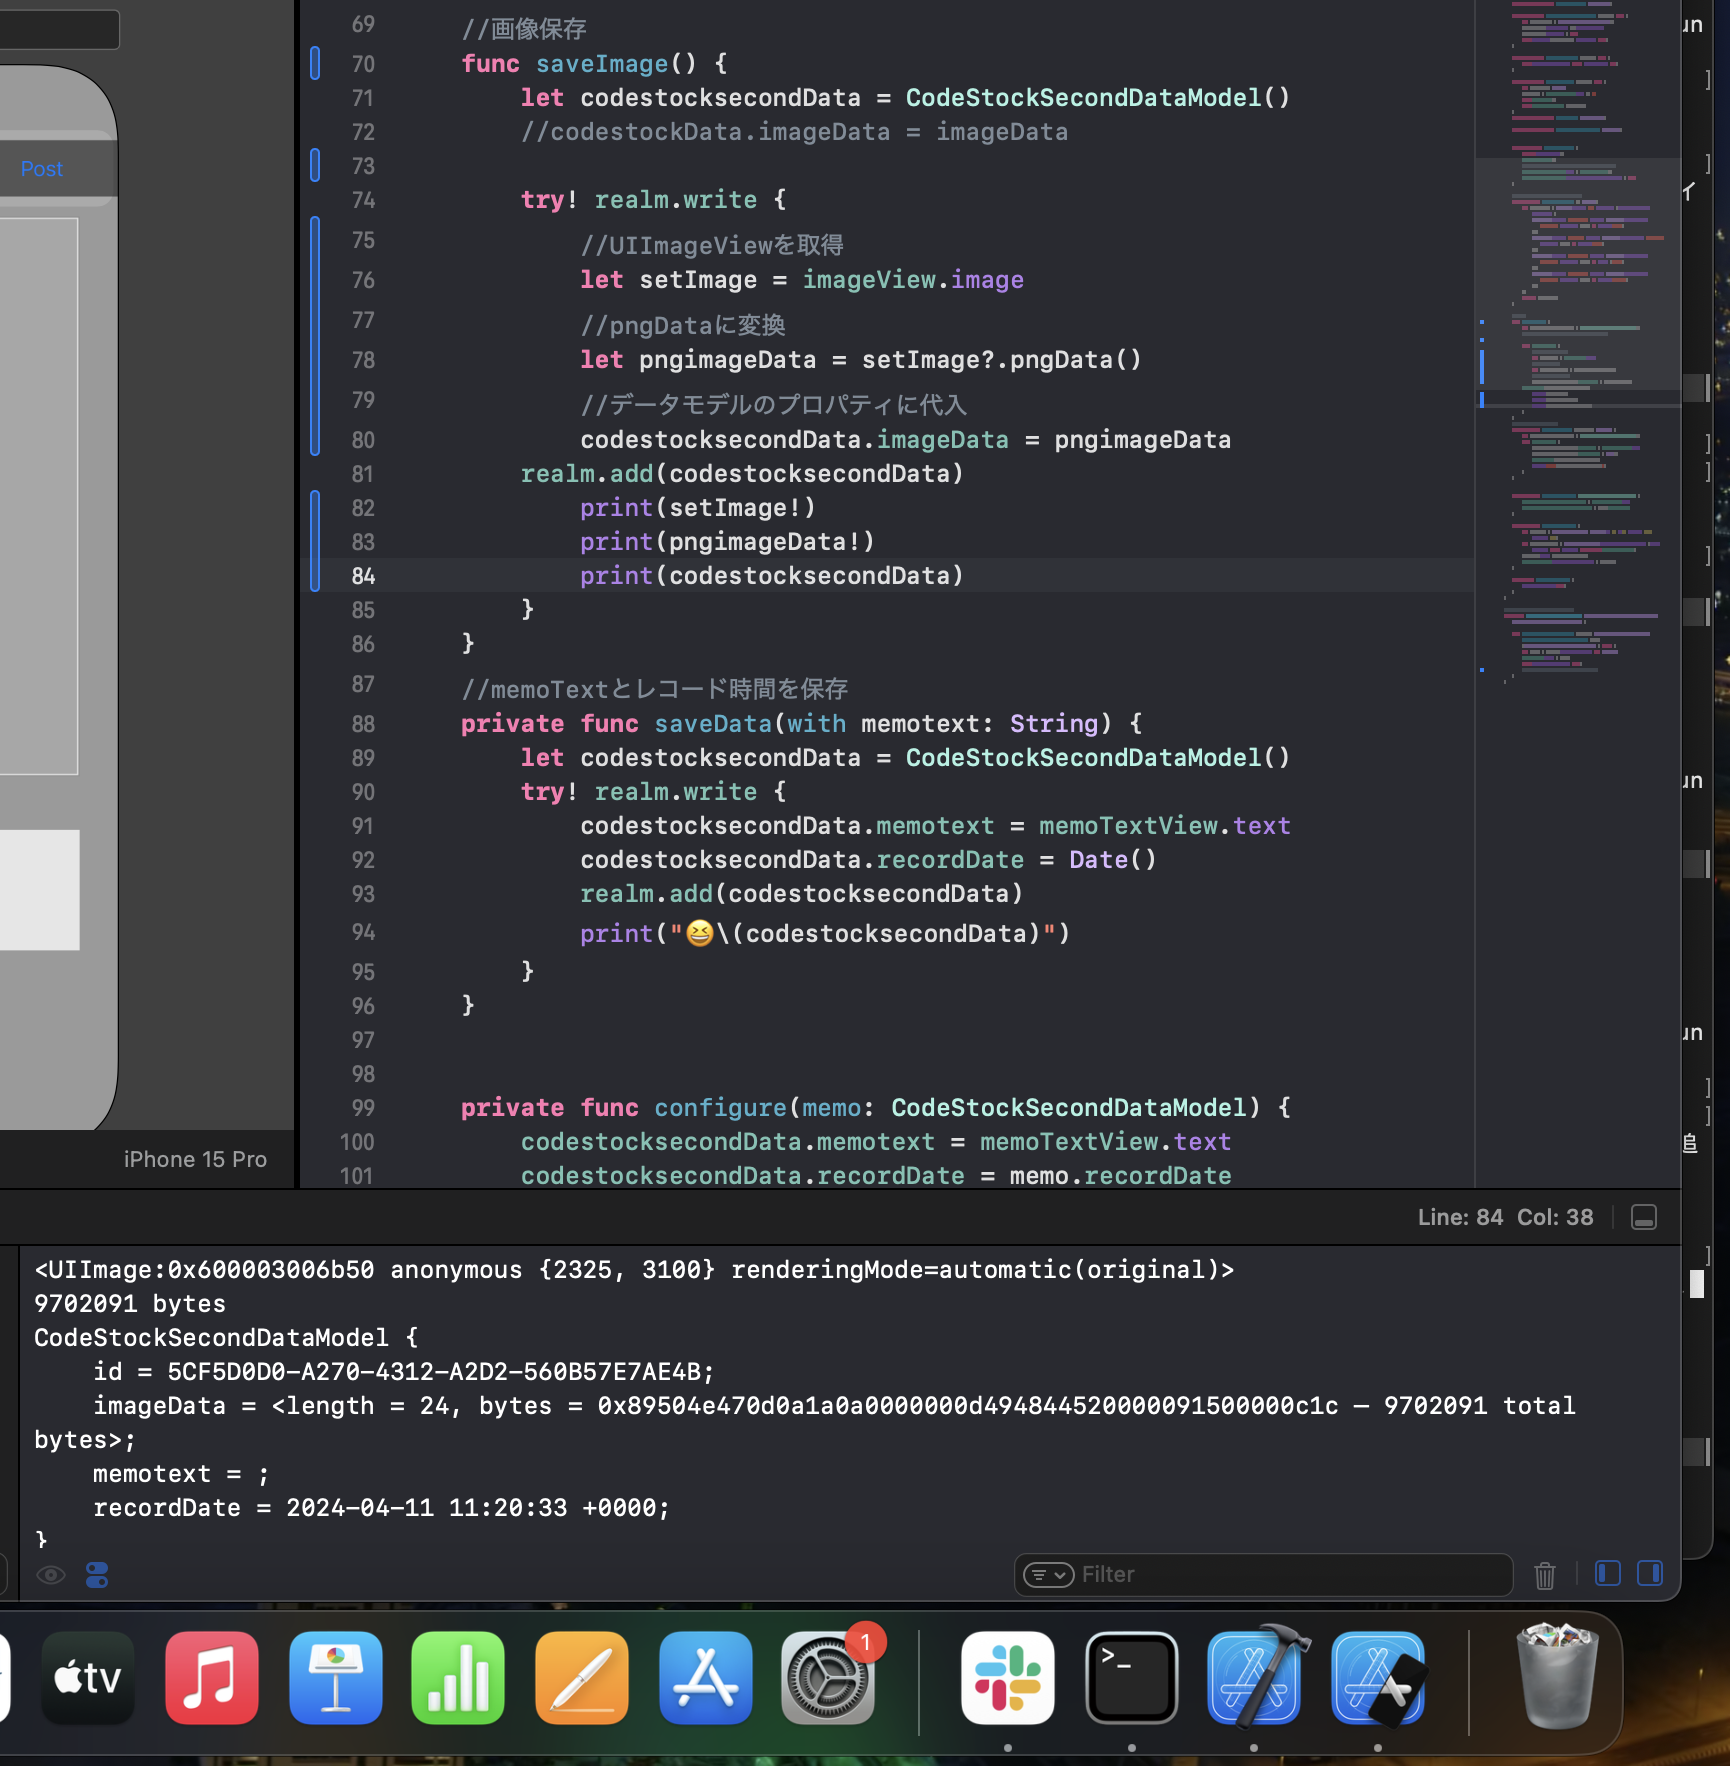 69 //画像保存
70 func saveImage() {
71 let codestocksecondData = CodeStockSecondDataModel()
72 //codestockData.imageData = imageData
73
74 try! realm.write {
75 //UIImageViewを取得
76 let setImage = imageView.image
77 //pngDataに変換
78 let pngimageData = setImage?.pngData()
79 //データモデルのプロパティに代入
80 codestocksecondData.imageData = pngimageData
81 realm.add(codestocksecondData)
82 print(setImage!)
83 print(pngimageData!)
84 print(codestocksecondData)
85 }
86 }
87 //memoTextとレコード時間を保存
88 private func saveData(with memotext: String) {
89 let codestocksecondData = CodeStockSecondDataModel()
90 try! realm.write {
91 codestocksecondData.memotext = memoTextView.text
92 codestocksecondData.recordDate = Date()
93 realm.add(codestocksecondData)
94 print("😆\(codestocksecondData)")
95 }
96 }
97
98
99 private func configure(memo: CodeStockSecondDataModel) {
100 codestocksecondData.memotext = memoTextView.text
101 codestocksecondData.recordDate = memo.recordDate
Post
iPhone 15 Pro
un
]
]
イ
]
]
]
un
un
]
]
追
]
Line: 84 Col: 38
<UIImage:0x600003006b50 anonymous {2325, 3100} renderingMode=automatic(original)>
9702091 bytes
CodeStockSecondDataModel {
id = 5CF5D0D0-A270-4312-A2D2-560B57E7AE4B;
imageData = <length = 24, bytes = 0x89504e470d0a1a0a0000000d494844520000091500000c1c — 9702091 total
bytes>;
memotext = ;
recordDate = 2024-04-11 11:20:33 +0000;
}
Filter
tv
1
>_